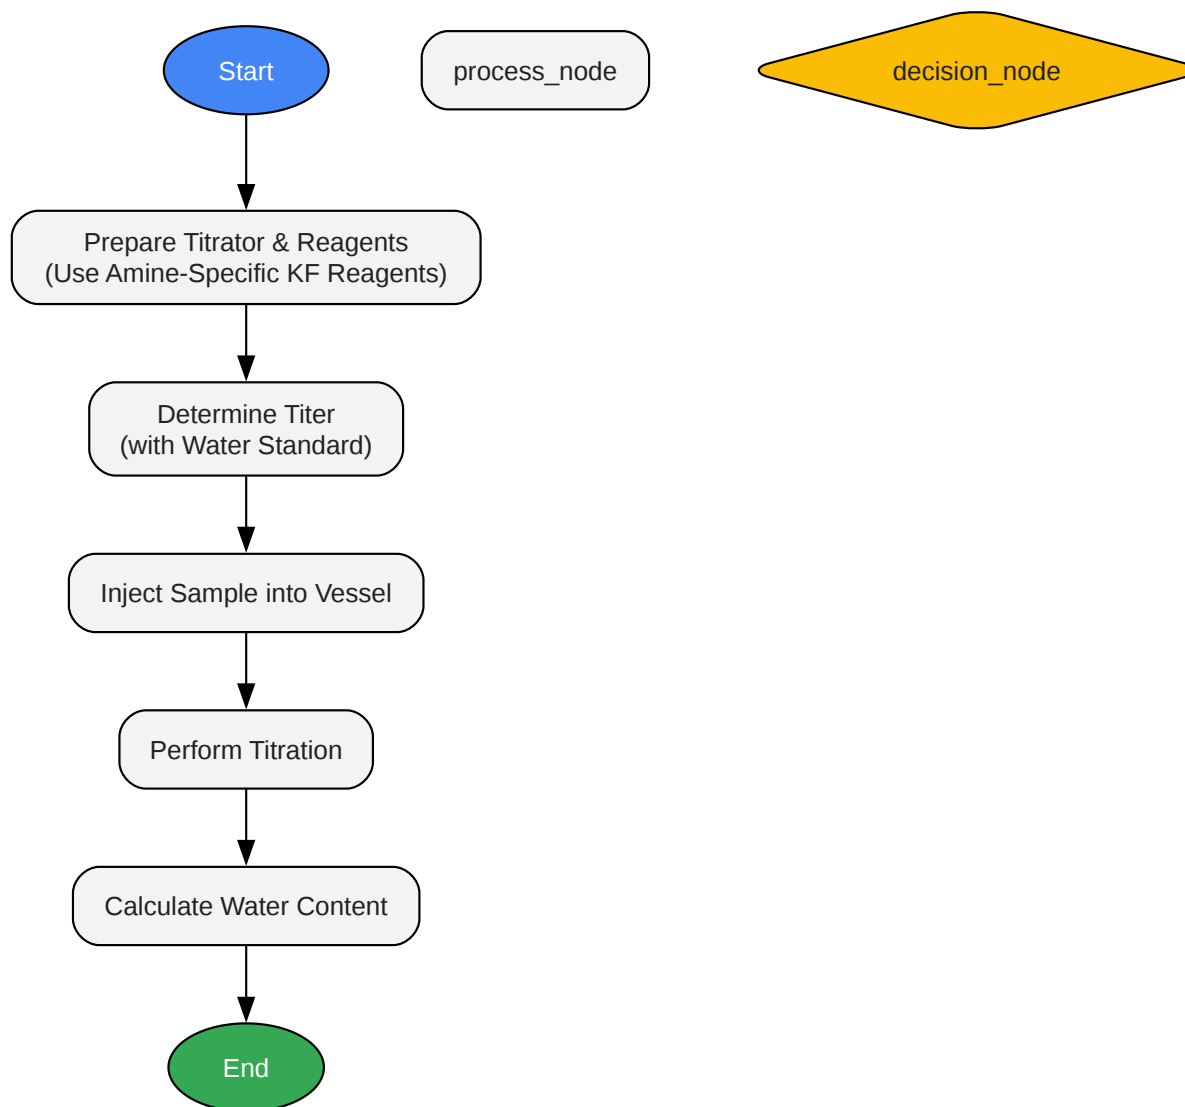 Start
process_node
decision_node
Prepare Titrator & Reagents
(Use Amine-Specific KF Reagents)
Determine Titer
(with Water Standard)
Inject Sample into Vessel
Perform Titration
Calculate Water Content
End